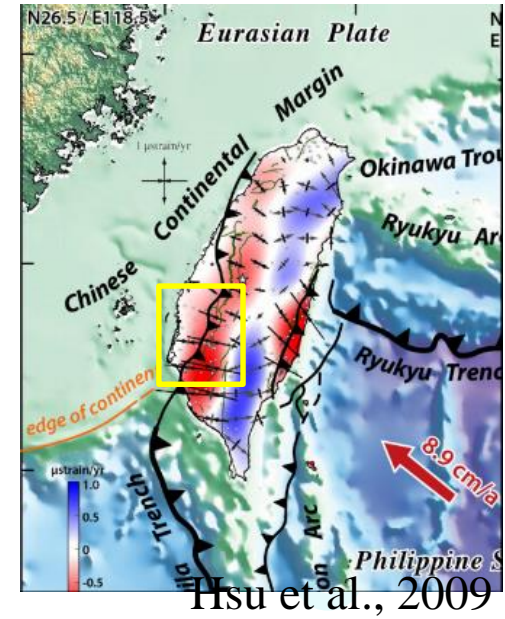 N26.5/E118.5
N
E
Eurasian Plate
Margin
1 μstrain/yr
Continental
Okinawa Trou
Ryukyu Ar
Chinese
Ryukyu Trenc
edge of continen
8.9 cm/a
μstrain/yr
1.0
0.5
0
-0.5
illa Trench
on Arc
Philippine S
Hsu et al., 2009